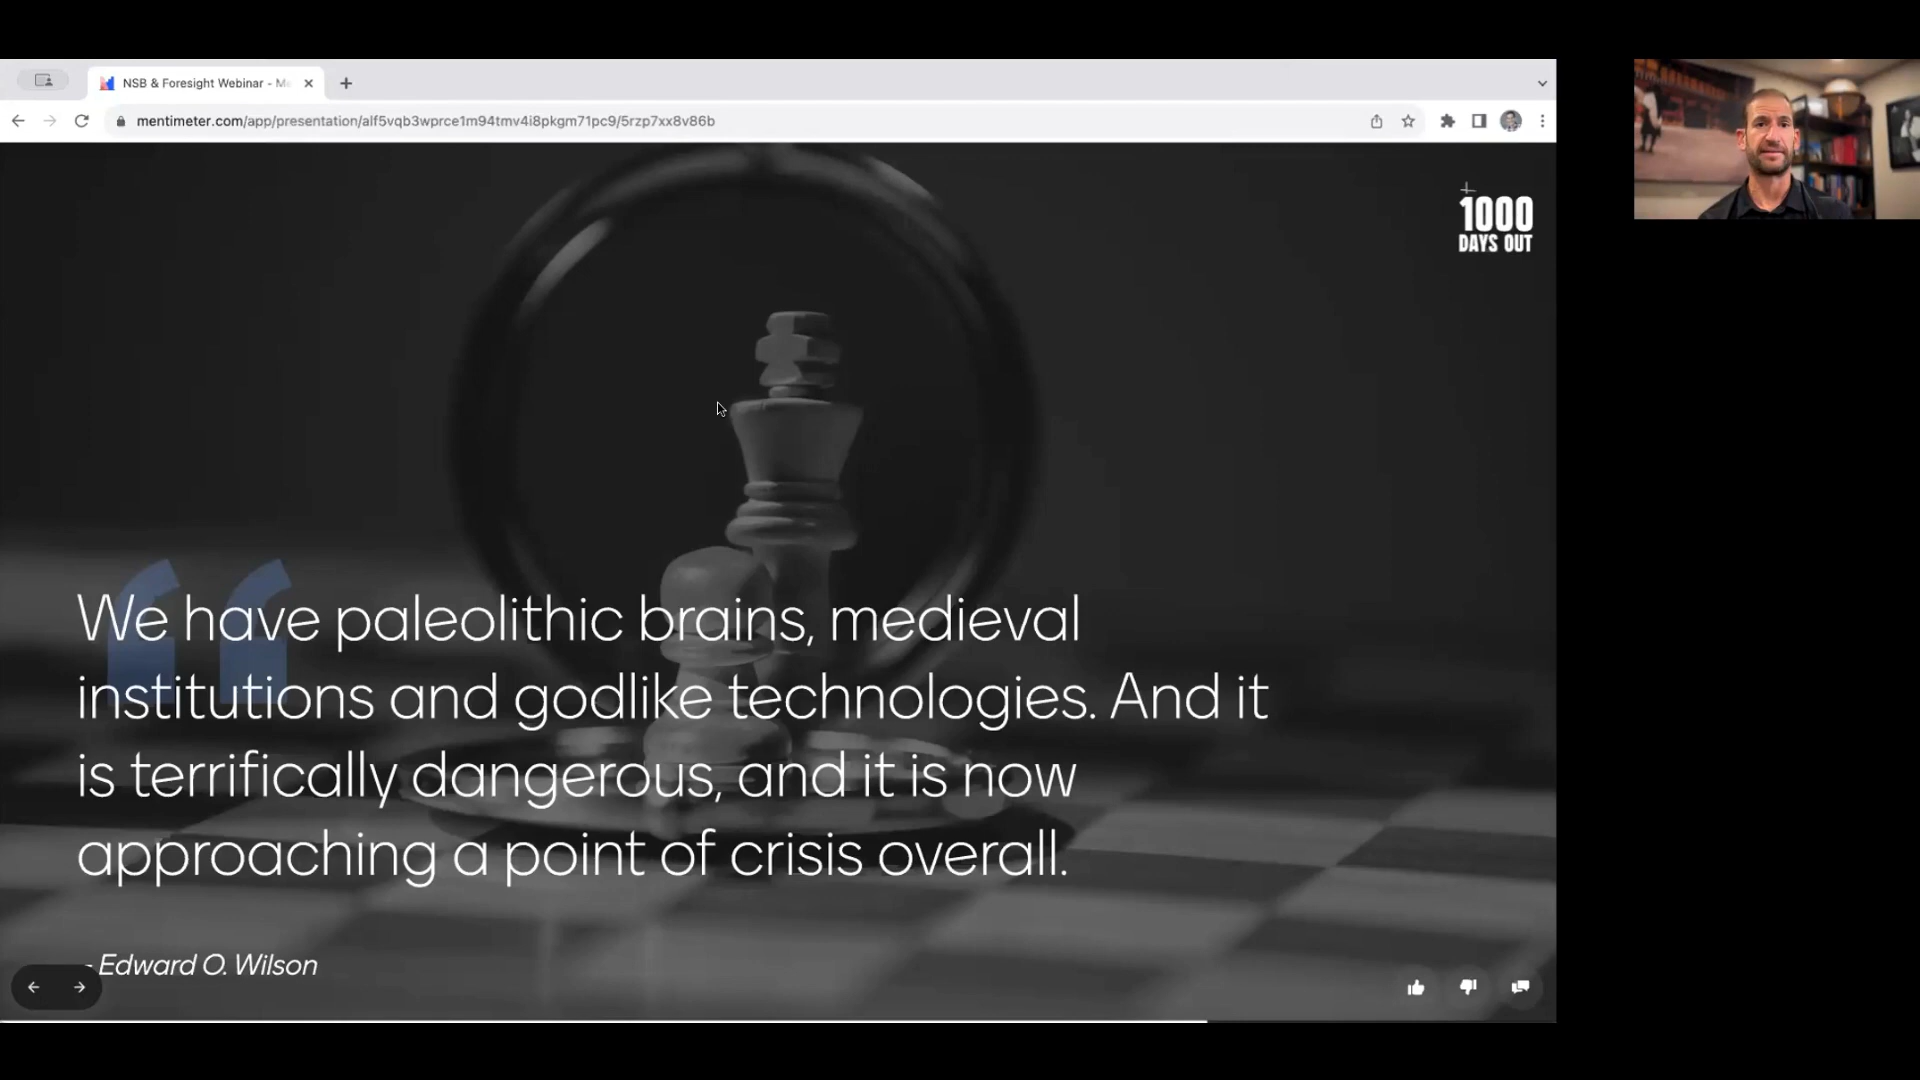 NSB & Foresight Webinar - Me
mentimeter.com/app/presentation/alf5vqb3wprce1m94tmv4i8pkgm71pc9/5rzp7xx8v86b
1000
DAYS OUT
We have paleolithic brains, medieval
institutions and godlike technologies. And it
is terrifically dangerous, and it is now
approaching a point of crisis overall.
- Edward O. Wilson